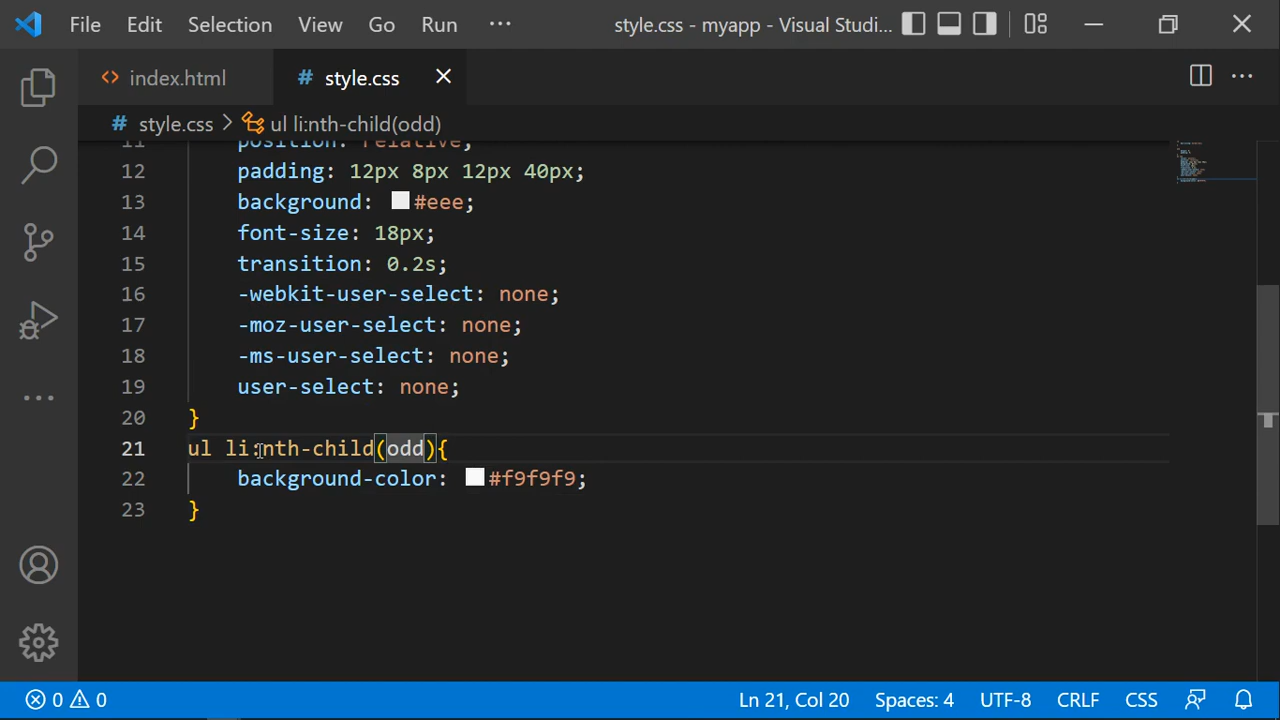 File Edit Selection View Go Run ··· style.css - myapp - Visual Studi...
index.html # style.css
# style.css > ul li:nth-child(odd)
11 position: relative;
12 padding: 12px 8px 12px 40px;
13 background: #eee;
14 font-size: 18px;
15 transition: 0.2s;
16 -webkit-user-select: none;
17 -moz-user-select: none;
18 -ms-user-select: none;
19 user-select: none;
20 }
21 ul li:nth-child(odd){
22 background-color: #f9f9f9;
23 }
0 0 Ln 21, Col 20 Spaces: 4 UTF-8 CRLF CSS